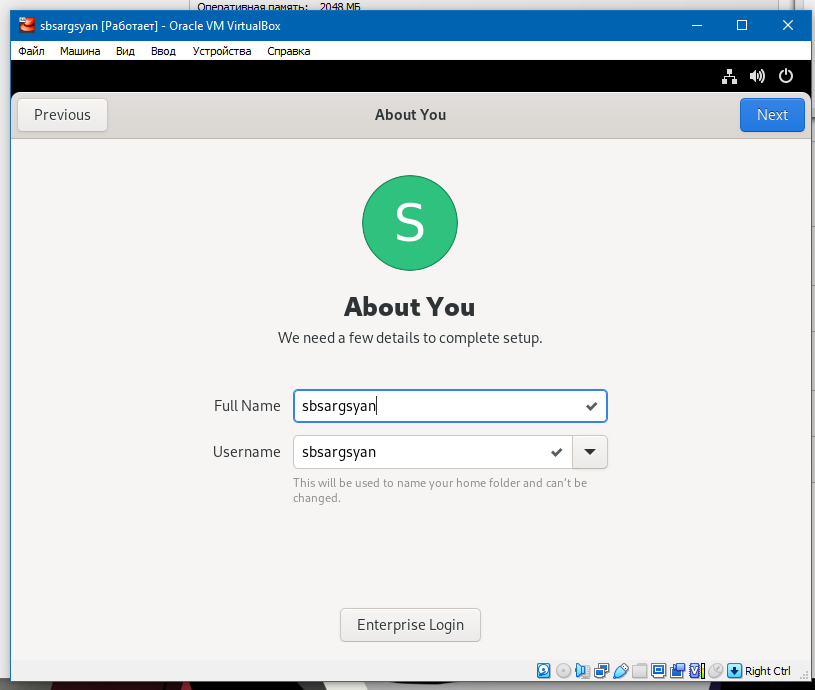 Оперативная память: 2048 МБ
sbsargsyan [Работает] - Oracle VM VirtualBox
Файл Машина Вид Ввод Устройства Справка
Previous About You Next
S
About You
We need a few details to complete setup.
Full Name sbsargsyan
Username sbsargsyan
This will be used to name your home folder and can't be
changed.
Enterprise Login
Right Ctrl